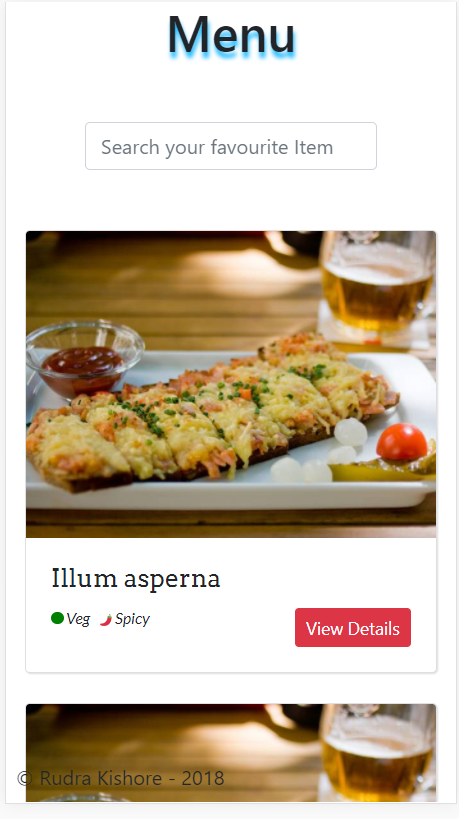 Menu
Search your favourite Item
Illum asperna
Veg Spicy
View Details
© Rudra Kishore - 2018